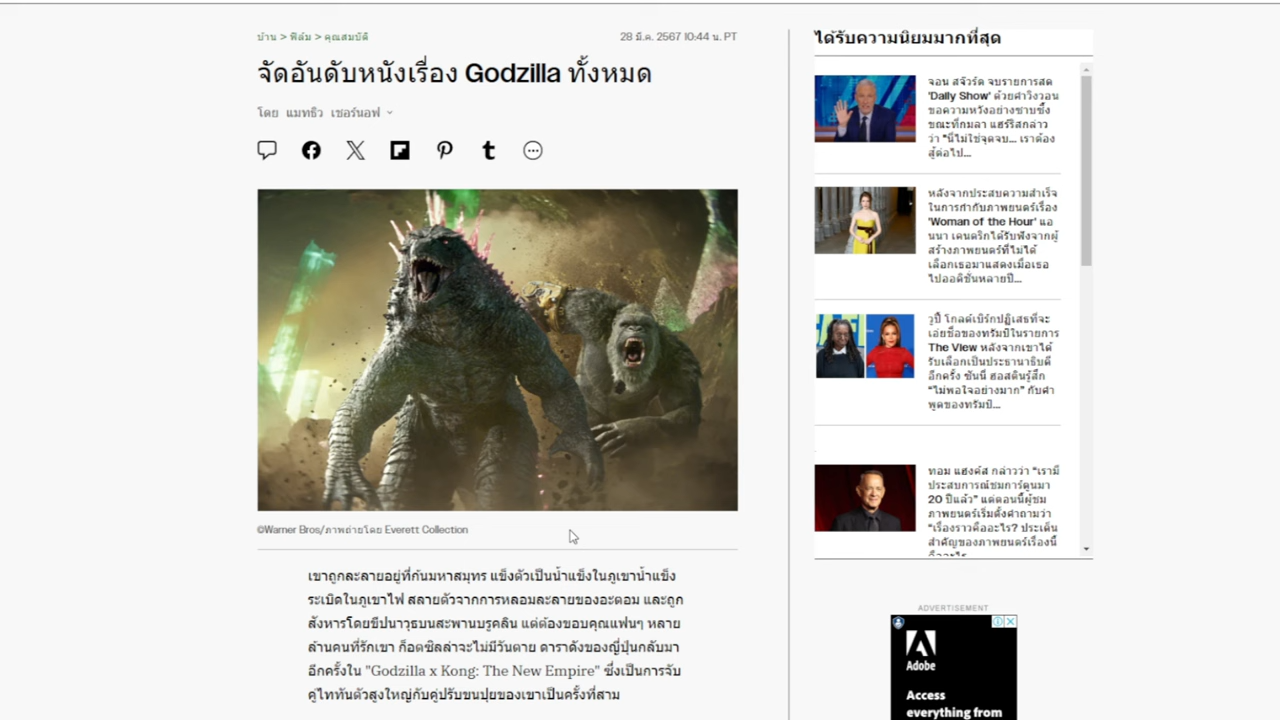 บ้าน > ฟิล์ม > คุณสมบัติ
28 มี.ค. 2567 10:44 น. PT
จัดอันดับหนังเรื่อง Godzilla ทั้งหมด
โดย แมทธิว เชอร์นอฟ
©Warner Bros/ภาพถ่ายโดย Everett Collection
เขาถูกละลายอยู่ที่ก้นมหาสมุทร แข็งตัวเป็นน้ำแข็งในภูเขาน้ำแข็ง
ระเบิดในภูเขาไฟ สลายตัวจากการหลอมละลายของอะตอม และถูก
สังหารโดยขีปนาวุธบนสะพานบรูคลิน แต่ต้องขอบคุณแฟนๆ หลาย
ล้านคนที่รักเขา ก็อตซิลล่าจะไม่มีวันตาย ดาราดังของญี่ปุ่นกลับมา
อีกครั้งใน "Godzilla x Kong: The New Empire" ซึ่งเป็นการจับ
คู่ไททันตัวสูงใหญ่กับคู่ปรับขนปุยของเขาเป็นครั้งที่สาม
ได้รับความนิยมมากที่สุด
จอน สจ๊วร์ต จบรายการสด
'Daily Show' ด้วยคำวิงวอน
ขอความหวังอย่างซาบซึ้ง
ขณะที่กมลา แฮร์ริสกล่าว
ว่า "นี่ไม่ใช่จุดจบ... เราต้อง
สู้ต่อไป...
หลังจากประสบความสำเร็จ
ในการกำกับภาพยนตร์เรื่อง
'Woman of the Hour' แอ
นนา เคนดริกได้รับฟังจากผู้
สร้างภาพยนตร์ที่ไม่ได้
เลือกเธอมาแสดงเมื่อเธอ
ไปออดิชั่นหลายปี...
วูปี้ โกลด์เบิร์กปฏิเสธที่จะ
เอ่ยชื่อของทรัมป์ในรายการ
The View หลังจากเขาได้
รับเลือกเป็นประธานาธิบดี
อีกครั้ง ซันนี่ ฮอสตินรู้สึก
“ไม่พอใจอย่างมาก” กับคำ
พูดของทรัมป์...
ทอม แฮงค์ส กล่าวว่า “เรามี
ประสบการณ์ชมการ์ตูนมา
20 ปีแล้ว” แต่ตอนนี้ผู้ชม
ภาพยนตร์เริ่มตั้งคำถามว่า
“เรื่องราวคืออะไร? ประเด็น
สำคัญของภาพยนตร์เรื่องนี้
คืออะไร
ADVERTISEMENT
Adobe
Access
everything from